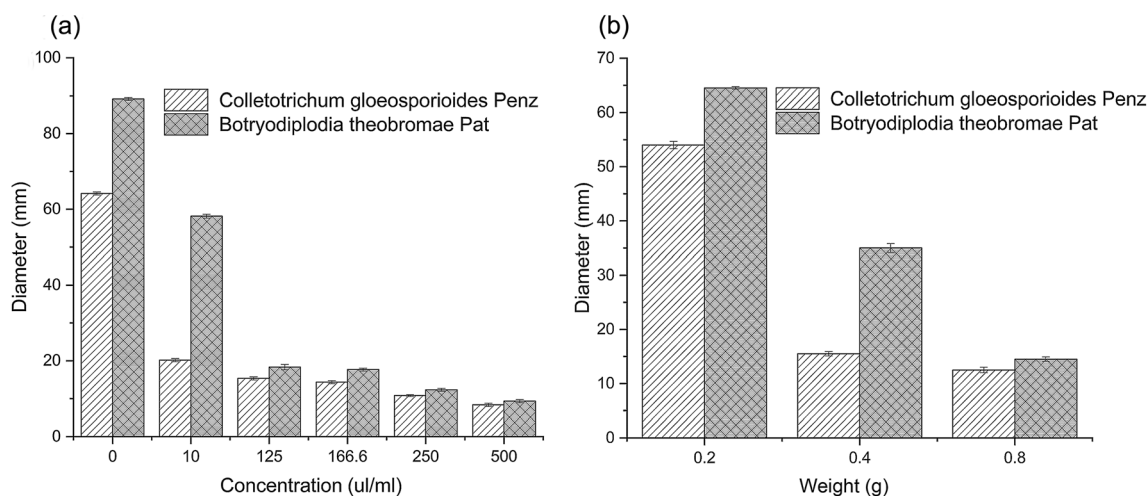 (a)
100
80
60
40
20
0
Diameter (mm)
Colletotrichum gloeosporioides Penz
Botryodiplodia theobromae Pat
0 10 125 166.6 250 500
Concentration (ul/ml)
(b)
70
60
50
40
30
20
10
0
Diameter (mm)
Colletotrichum gloeosporioides Penz
Botryodiplodia theobromae Pat
0.2 0.4 0.8
Weight (g)